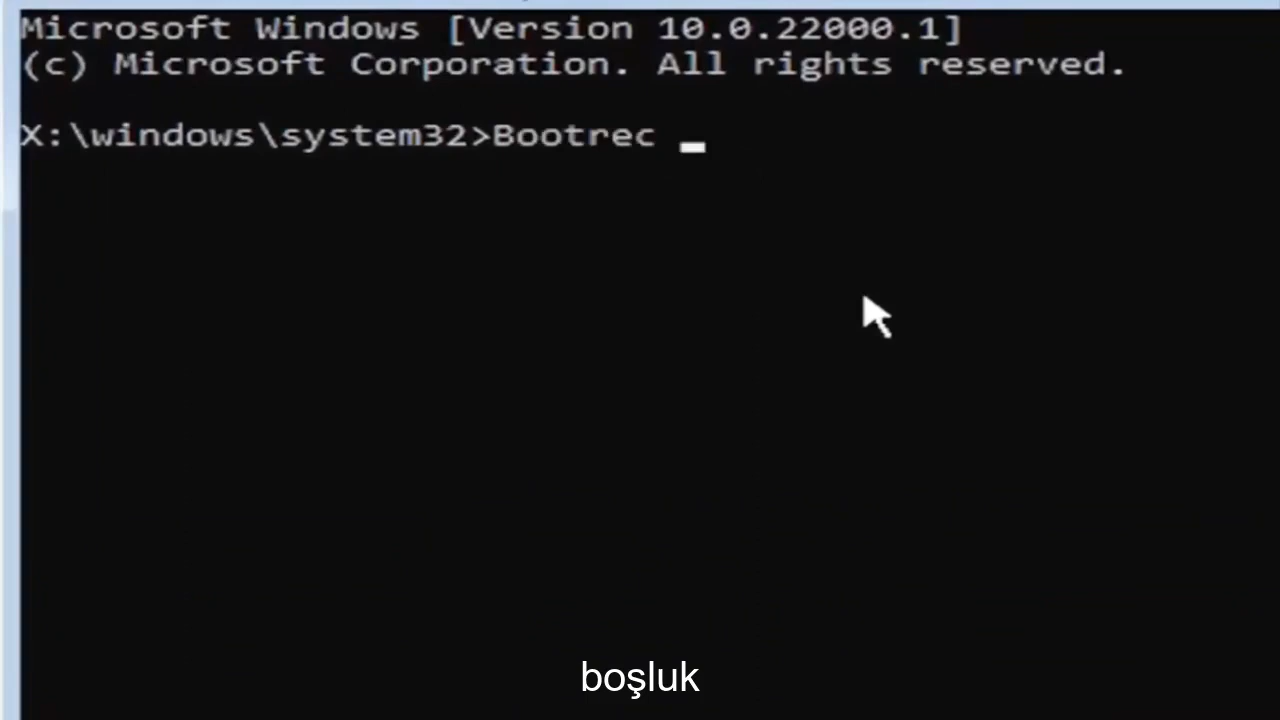 Microsoft Windows [Version 10.0.22000.1]
(c) Microsoft Corporation. All rights reserved.
X:\windows\system32>Bootrec
boşluk